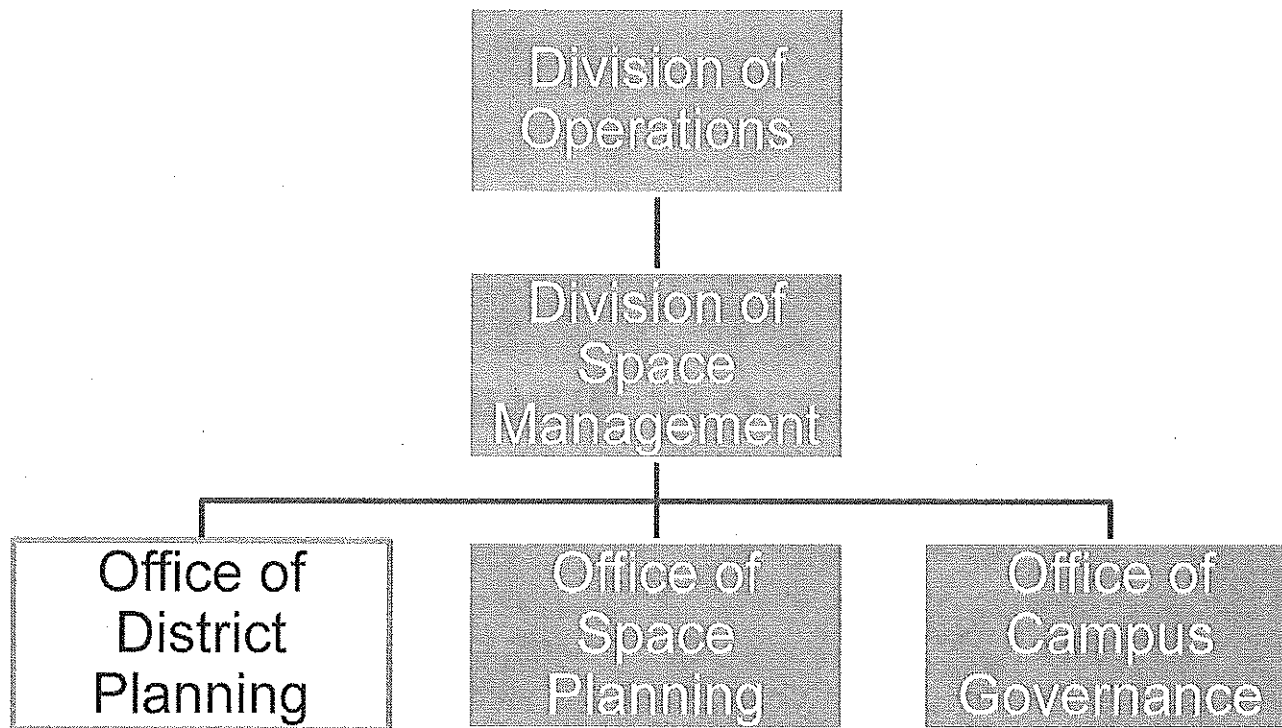 Division of
Operations
Division of
Space
Management
Office of
District
Planning
Office of
Space
Planning
Office of
Campus
Governance